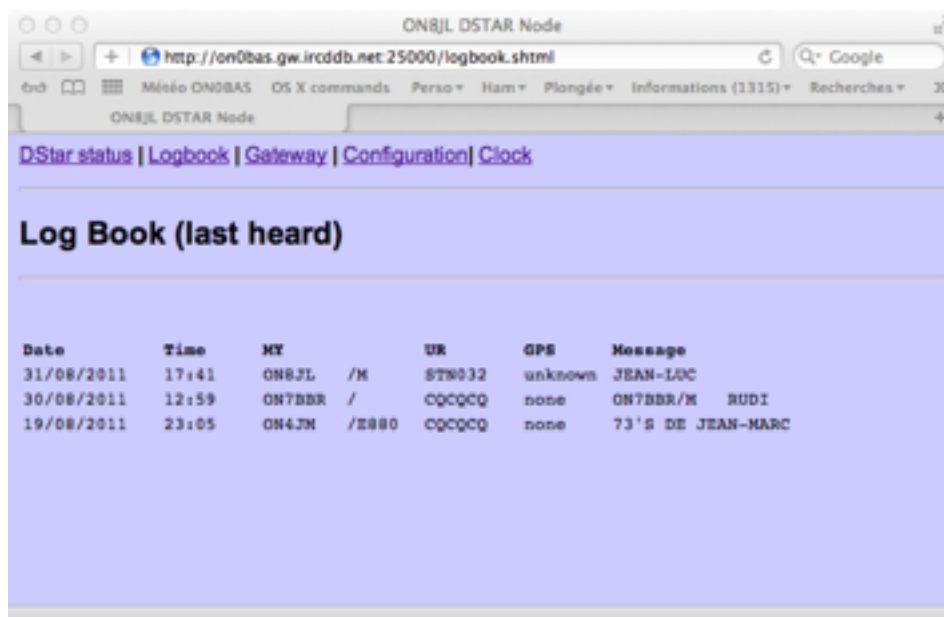 ON8JL DSTAR Node
http://on0bas.gw.ircddb.net:25000/logbook.shtml
Google
Météo ON0BAS OS X commands Perso Ham Plongée Informations (1315) Recherches
ON8JL DSTAR Node
DStar status | Logbook | Gateway | Configuration| Clock
Log Book (last heard)
Date Time MY UR GPS Message
31/08/2011 17:41 ON8JL /M STN032 unknown JEAN-LUC
30/08/2011 12:59 ON7BBR / CQCQCQ none ON7BBR/M RUDI
19/08/2011 23:05 ON4JM /E880 CQCQCQ none 73'S DE JEAN-MARC